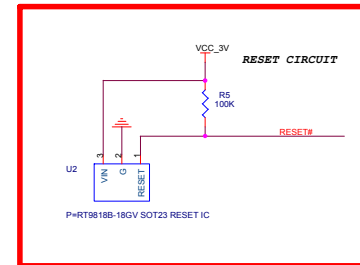 VCC_3V
RESET CIRCUIT
R5
100K
RESET#
3
2
1
U2
VIN
G
RESET
P=RT9818B-18GV SOT23 RESET IC